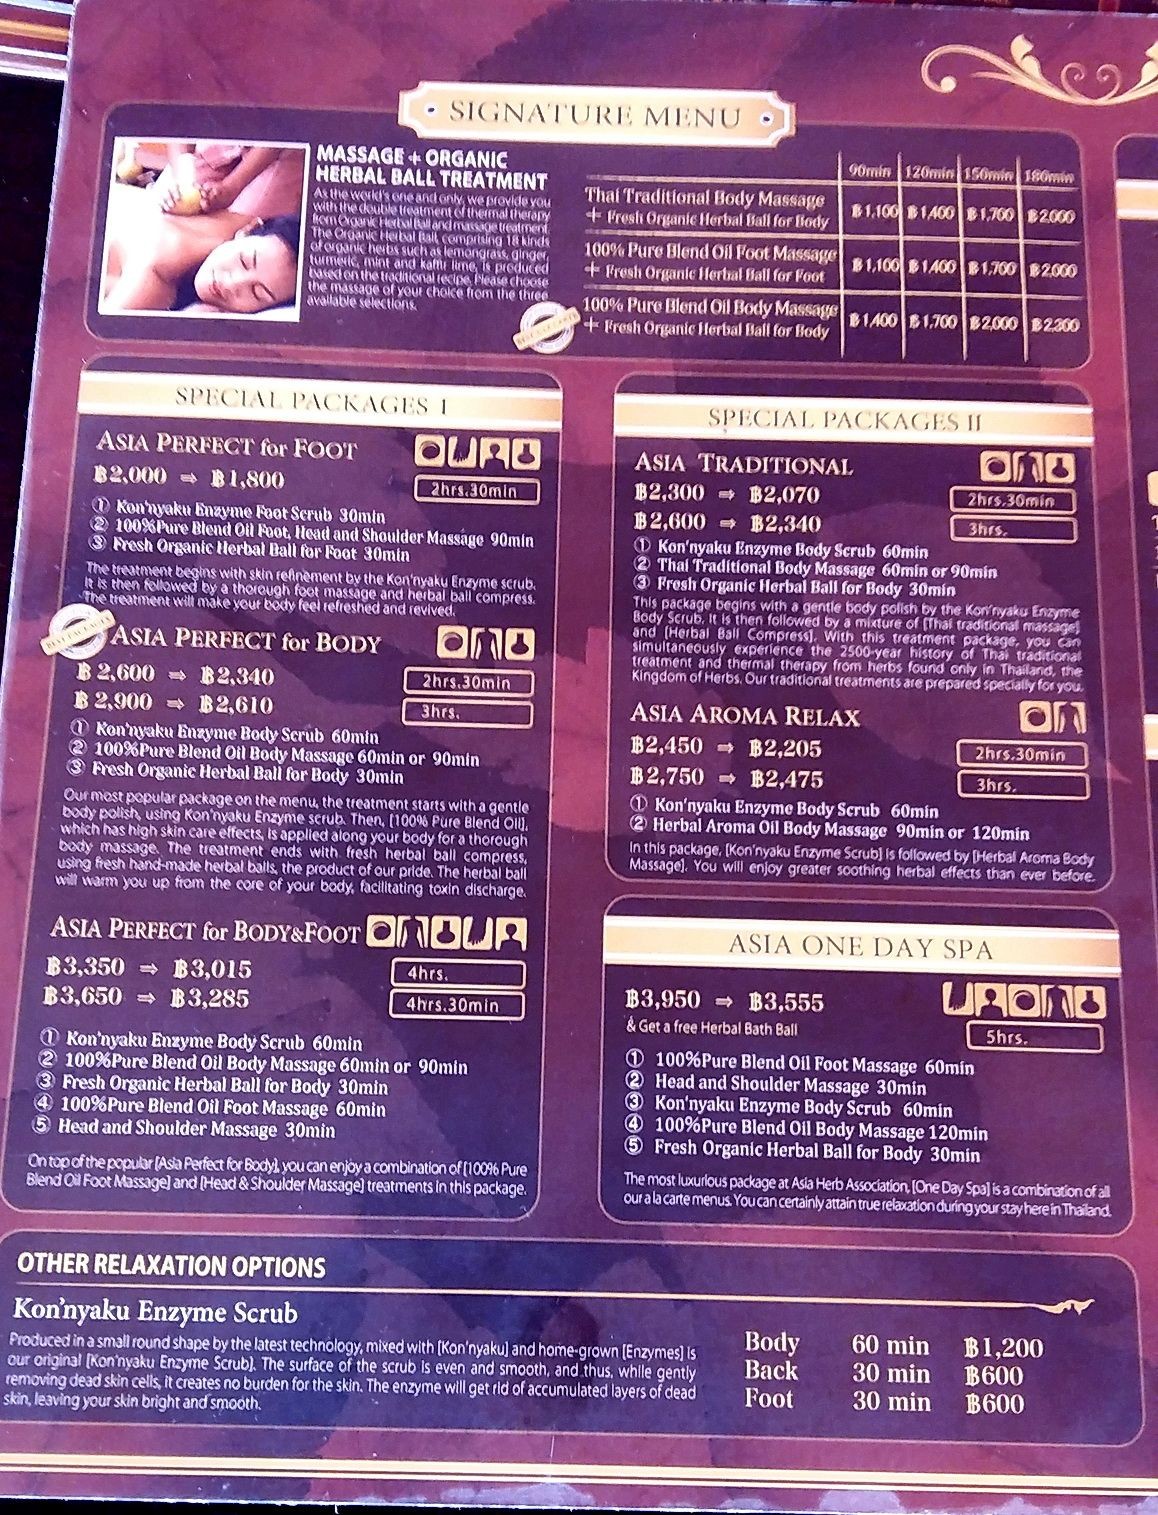 SIGNATURE MENU
MASSAGE + ORGANIC
HERBAL BALL TREATMENT
As the world's one and only, we provide you
with the double treatment of thermal therapy
from Organic Herbal Ball and massage treatment.
The Organic Herbal Ball, comprising 18 kinds
of organic herbs such as lemongrass, ginger,
turmeric, mint and kaffir lime, is produced
based on the traditional recipe. Please choose
the massage of your choice from the three
available selections.
90min 120min 150min 180min
Thai Traditional Body Massage
+ Fresh Organic Herbal Ball for Body ฿1,100 ฿1,400 ฿1,700 ฿2,000
100% Pure Blend Oil Foot Massage
+ Fresh Organic Herbal Ball for Foot ฿1,100 ฿1,400 ฿1,700 ฿2,000
100% Pure Blend Oil Body Massage
+ Fresh Organic Herbal Ball for Body ฿1,400 ฿1,700 ฿2,000 ฿2,300
SPECIAL PACKAGES I
ASIA PERFECT for FOOT
฿2,000 ⇒ ฿1,800 2hrs.30min
① Kon'nyaku Enzyme Foot Scrub 30min
② 100%Pure Blend Oil Foot, Head and Shoulder Massage 90min
③ Fresh Organic Herbal Ball for Foot 30min
The treatment begins with skin refinement by the Kon'nyaku Enzyme scrub.
It is then followed by a thorough foot massage and herbal ball compress.
The treatment will make your body feel refreshed and revived.
ASIA PERFECT for BODY
฿2,600 ⇒ ฿2,340 2hrs.30min
฿2,900 ⇒ ฿2,610 3hrs.
① Kon'nyaku Enzyme Body Scrub 60min
② 100%Pure Blend Oil Body Massage 60min or 90min
③ Fresh Organic Herbal Ball for Body 30min
Our most popular package on the menu, the treatment starts with a gentle
body polish, using Kon'nyaku Enzyme scrub. Then, [100% Pure Blend Oil],
which has high skin care effects, is applied along your body for a thorough
body massage. The treatment ends with fresh herbal ball compress,
using fresh hand-made herbal balls, the product of our pride. The herbal ball
will warm you up from the core of your body, facilitating toxin discharge.
ASIA PERFECT for BODY&FOOT
฿3,350 ⇒ ฿3,015 4hrs.
฿3,650 ⇒ ฿3,285 4hrs.30min
① Kon'nyaku Enzyme Body Scrub 60min
② 100%Pure Blend Oil Body Massage 60min or 90min
③ Fresh Organic Herbal Ball for Body 30min
④ 100%Pure Blend Oil Foot Massage 60min
⑤ Head and Shoulder Massage 30min
On top of the popular [Asia Perfect for Body], you can enjoy a combination of [100% Pure
Blend Oil Foot Massage] and [Head & Shoulder Massage] treatments in this package.
SPECIAL PACKAGES II
ASIA TRADITIONAL
฿2,300 ⇒ ฿2,070 2hrs.30min
฿2,600 ⇒ ฿2,340 3hrs.
① Kon'nyaku Enzyme Body Scrub 60min
② Thai Traditional Body Massage 60min or 90min
③ Fresh Organic Herbal Ball for Body 30min
This package begins with a gentle body polish by the Kon'nyaku Enzyme
Body Scrub. It is then followed by a mixture of [Thai traditional massage]
and [Herbal Ball Compress]. With this treatment package, you can
simultaneously experience the 2500-year history of Thai traditional
treatment and thermal therapy from herbs found only in Thailand, the
Kingdom of Herbs. Our traditional treatments are prepared specially for you.
ASIA AROMA RELAX
฿2,450 ⇒ ฿2,205 2hrs.30min
฿2,750 ⇒ ฿2,475 3hrs.
① Kon'nyaku Enzyme Body Scrub 60min
② Herbal Aroma Oil Body Massage 90min or 120min
In this package, [Kon'nyaku Enzyme Scrub] is followed by [Herbal Aroma Body
Massage]. You will enjoy greater soothing herbal effects than ever before.
ASIA ONE DAY SPA
฿3,950 ⇒ ฿3,555
& Get a free Herbal Bath Ball 5hrs.
① 100%Pure Blend Oil Foot Massage 60min
② Head and Shoulder Massage 30min
③ Kon'nyaku Enzyme Body Scrub 60min
④ 100%Pure Blend Oil Body Massage 120min
⑤ Fresh Organic Herbal Ball for Body 30min
The most luxurious package at Asia Herb Association, [One Day Spa] is a combination of all
our a la carte menus. You can certainly attain true relaxation during your stay here in Thailand.
OTHER RELAXATION OPTIONS
Kon'nyaku Enzyme Scrub
Produced in a small round shape by the latest technology, mixed with [Kon'nyaku] and home-grown [Enzymes] is
our original [Kon'nyaku Enzyme Scrub]. The surface of the scrub is even and smooth, and thus, while gently
removing dead skin cells, it creates no burden for the skin. The enzyme will get rid of accumulated layers of dead
skin, leaving your skin bright and smooth.
Body 60 min ฿1,200
Back 30 min ฿600
Foot 30 min ฿600